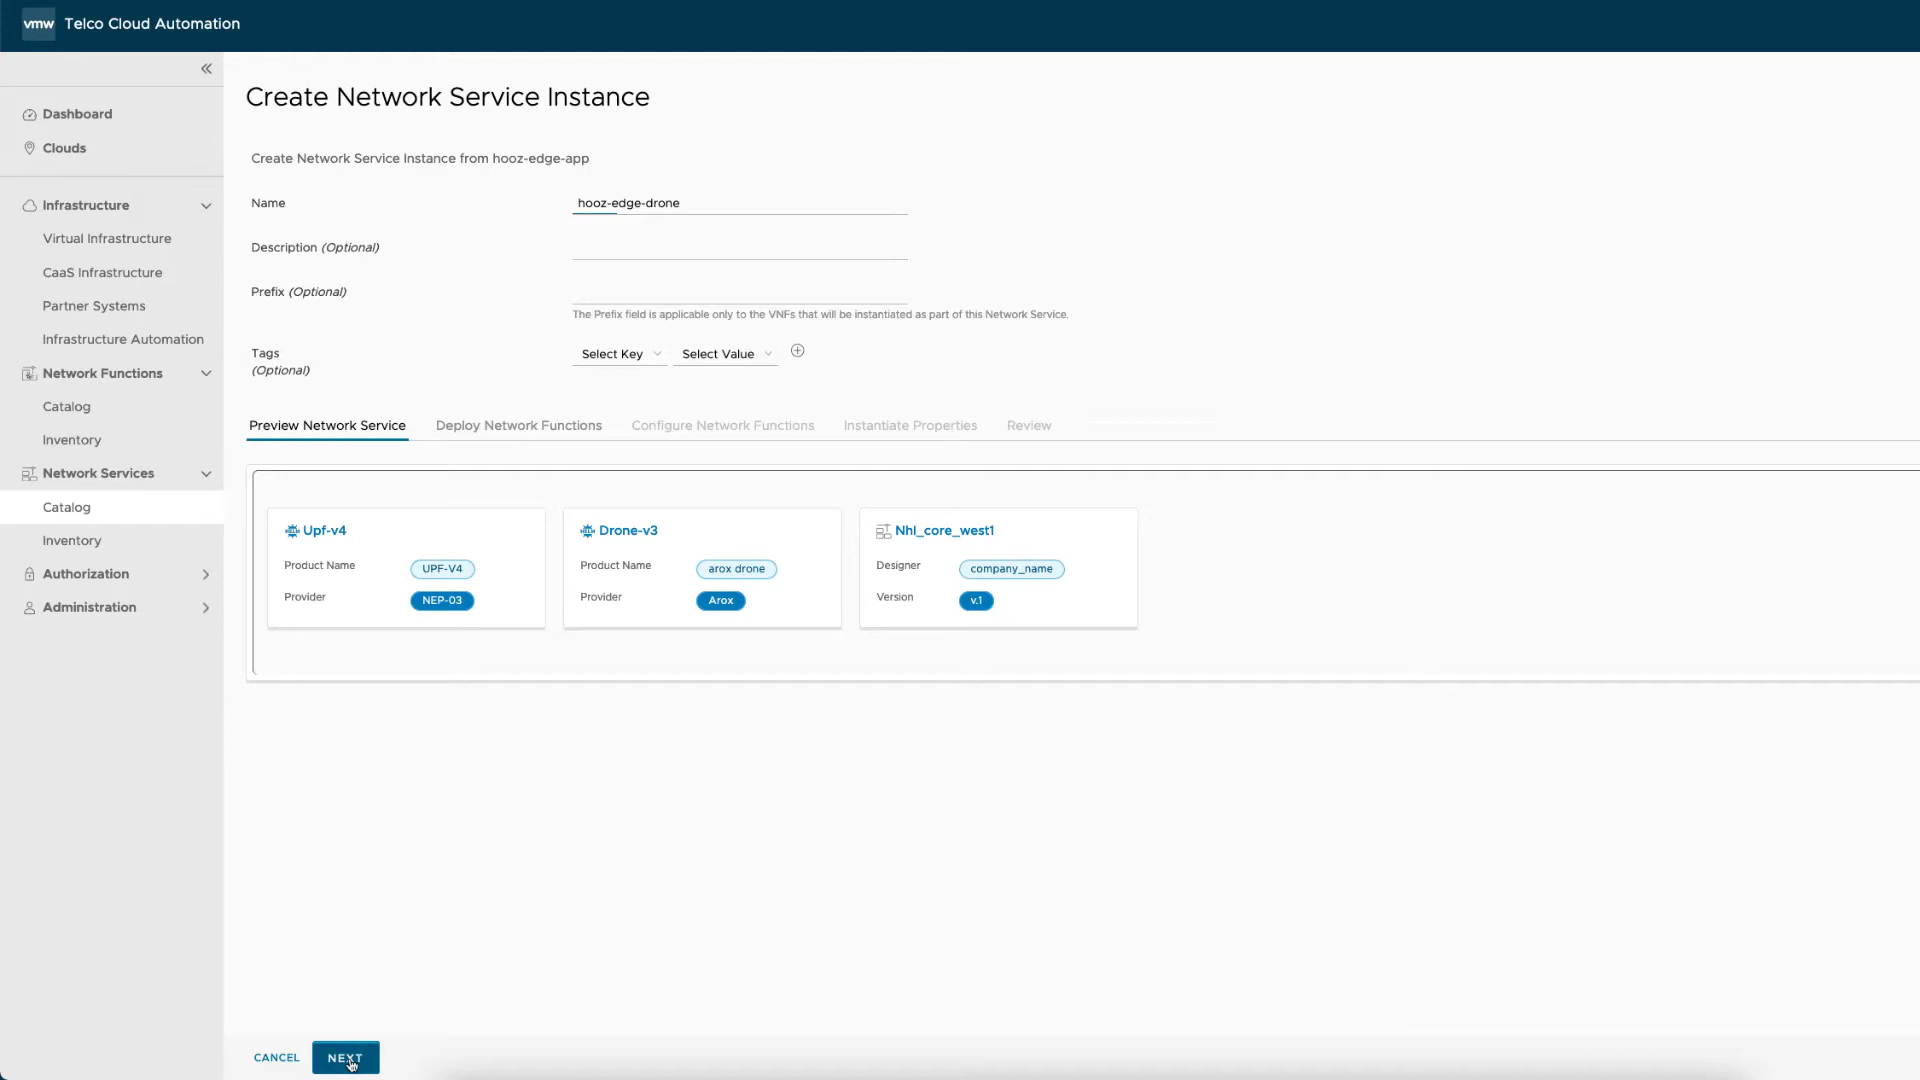 vmw Telco Cloud Automation
Dashboard
Clouds
Infrastructure
Virtual Infrastructure
CaaS Infrastructure
Partner Systems
Infrastructure Automation
Network Functions
Catalog
Inventory
Network Services
Catalog
Inventory
Authorization
Administration
Create Network Service Instance
Create Network Service Instance from hooz-edge-app
Name hooz-edge-drone
Description (Optional)
Prefix (Optional)
The Prefix field is applicable only to the VNFs that will be instantiated as part of this Network Service.
Tags Select Key Select Value
(Optional)
Preview Network Service Deploy Network Functions Configure Network Functions Instantiate Properties Review
Upf-v4
Product Name UPF-V4
Provider NEP-03
Drone-v3
Product Name arox drone
Provider Arox
Nhl_core_west1
Designer company_name
Version v.1
CANCEL NEXT